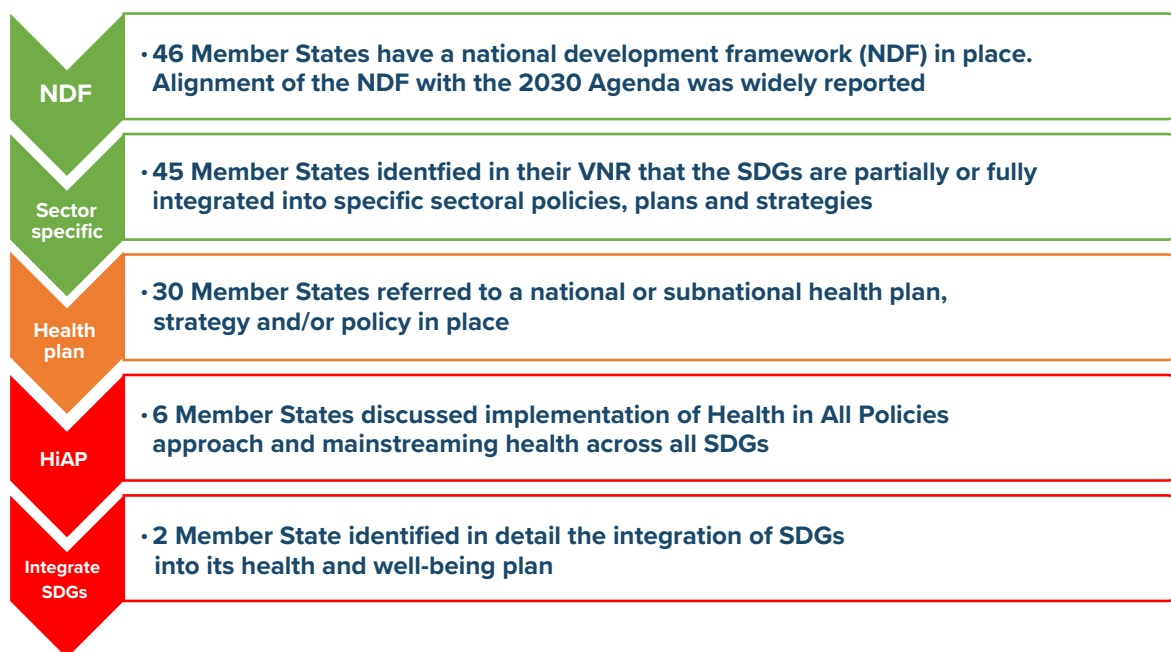 NDF
• 46 Member States have a national development framework (NDF) in place.
Alignment of the NDF with the 2030 Agenda was widely reported
Sector
specific
• 45 Member States identfied in their VNR that the SDGs are partially or fully
integrated into specific sectoral policies, plans and strategies
Health
plan
• 30 Member States referred to a national or subnational health plan,
strategy and/or policy in place
HiAP
• 6 Member States discussed implementation of Health in All Policies
approach and mainstreaming health across all SDGs
Integrate
SDGs
• 2 Member State identified in detail the integration of SDGs
into its health and well-being plan